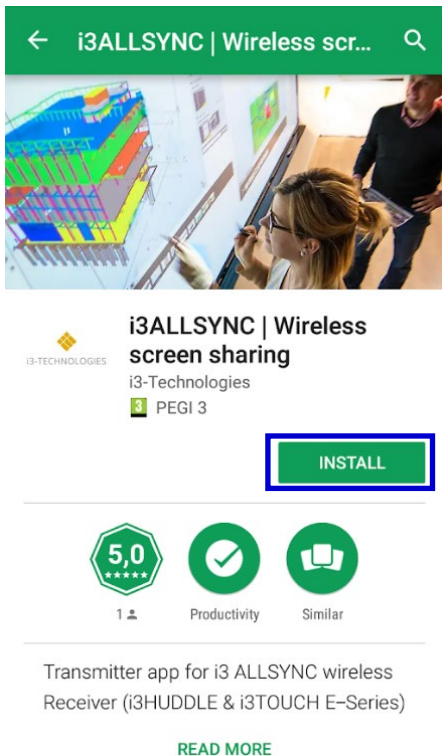 i3ALLSYNC | Wireless scr...
i3-TECHNOLOGIES
i3ALLSYNC | Wireless
screen sharing
i3-Technologies
3 PEGI 3
INSTALL
5,0
1
Productivity
Similar
Transmitter app for i3 ALLSYNC wireless
Receiver (i3HUDDLE & i3TOUCH E–Series)
READ MORE